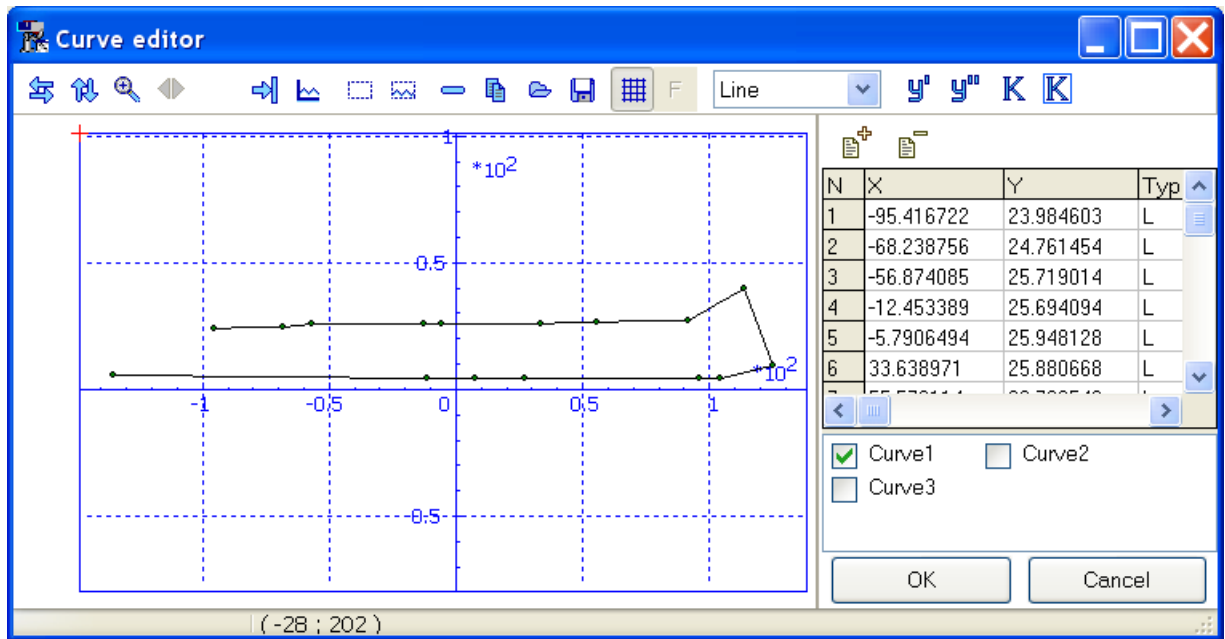 Curve editor
F Line y' y" K K
1
*10²
0.5
*10²
-1 -0.5 0 0.5 1
-0.5
N X Y Typ
1 -95.416722 23.984603 L
2 -68.238756 24.761454 L
3 -56.874085 25.719014 L
4 -12.453389 25.694094 L
5 -5.7906494 25.948128 L
6 33.638971 25.880668 L
Curve1 Curve2
Curve3
OK Cancel
( -28 ; 202 )